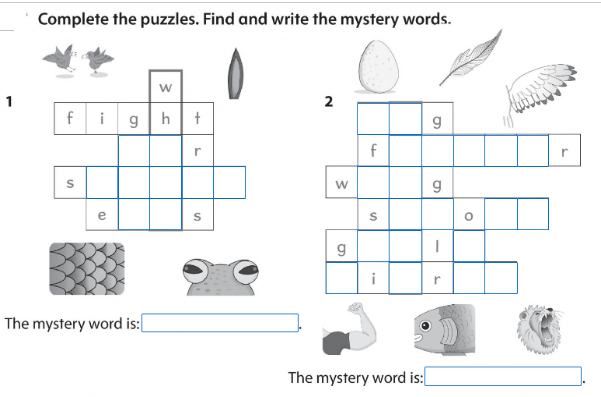 Complete the puzzles. Find and write the mystery words.
1
w
f i g h t
r
s
e s
The mystery word is: .
2
g
f r
w g
s o
g l
i r
The mystery word is: .